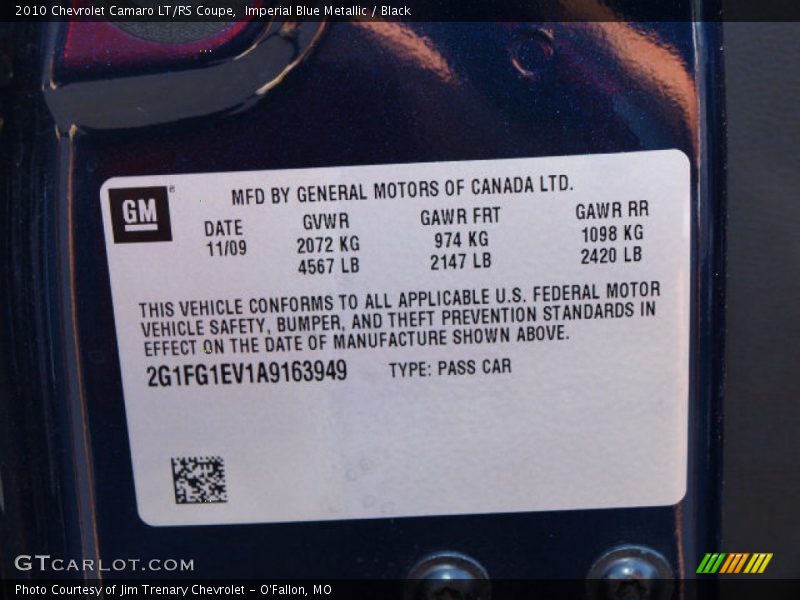 2010 Chevrolet Camaro LT/RS Coupe,  Imperial Blue Metallic / Black
MFD BY GENERAL MOTORS OF CANADA LTD.
GM®
DATE GVWR GAWR FRT GAWR RR
11/09 2072 KG 974 KG 1098 KG
4567 LB 2147 LB 2420 LB
THIS VEHICLE CONFORMS TO ALL APPLICABLE U.S. FEDERAL MOTOR
VEHICLE SAFETY, BUMPER, AND THEFT PREVENTION STANDARDS IN
EFFECT ON THE DATE OF MANUFACTURE SHOWN ABOVE.
2G1FG1EV1A9163949 TYPE: PASS CAR
GTCARLOT.COM
Photo Courtesy of Jim Trenary Chevrolet - O'Fallon, MO